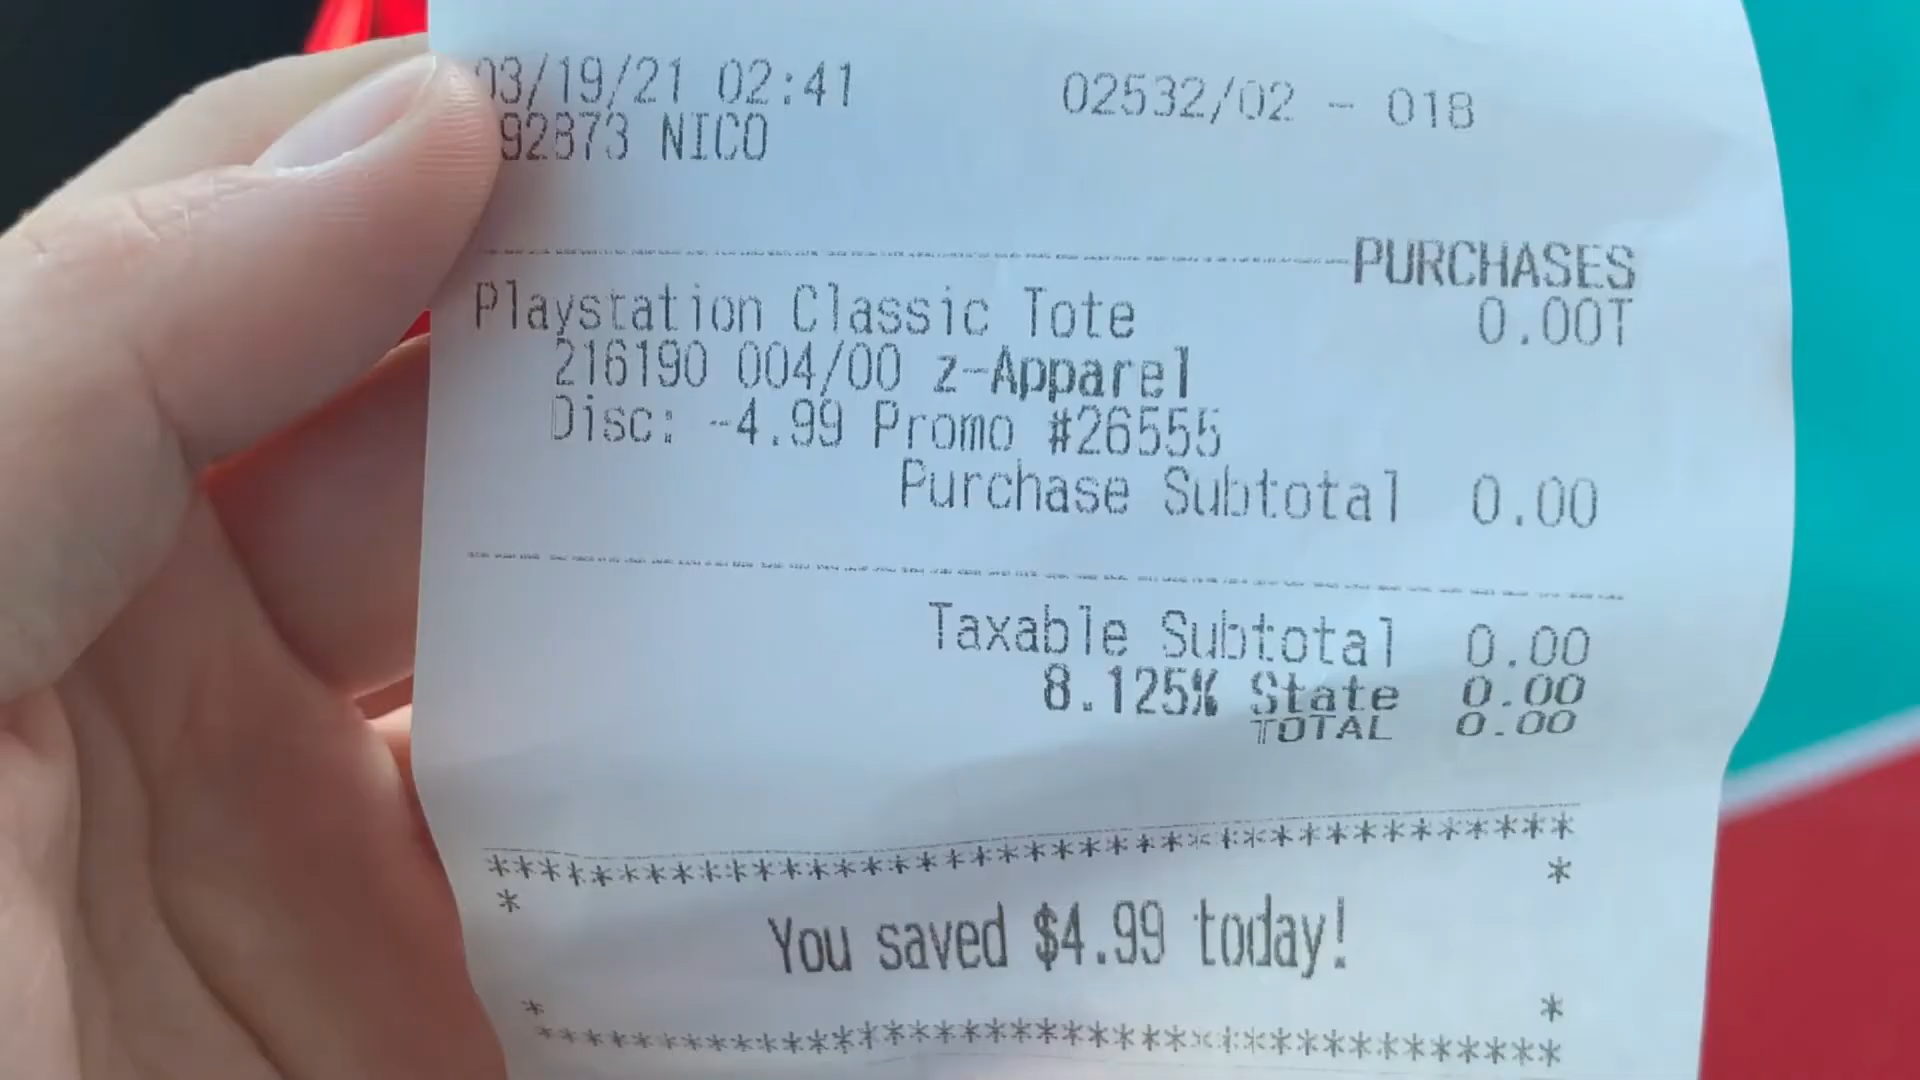 03/19/21 02:41 02532/02 - 018
92873 NICO
PURCHASES
Playstation Classic Tote 0.00T
216190 004/00 z-Apparel
Disc: -4.99 Promo #26555
Purchase Subtotal 0.00
Taxable Subtotal 0.00
8.125% State 0.00
TOTAL 0.00
****************************************
* *
You saved $4.99 today!
* *
****************************************